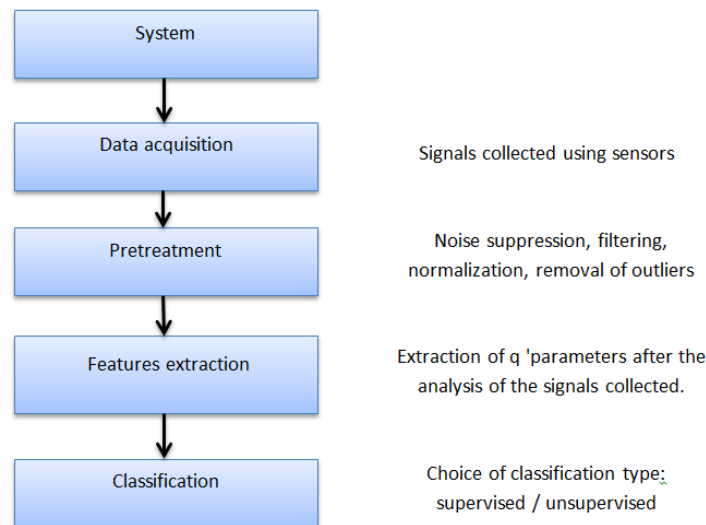 System
Data acquisition
Signals collected using sensors
Pretreatment
Noise suppression, filtering,
normalization, removal of outliers
Features extraction
Extraction of q 'parameters after the
analysis of the signals collected.
Classification
Choice of classification type:
supervised / unsupervised